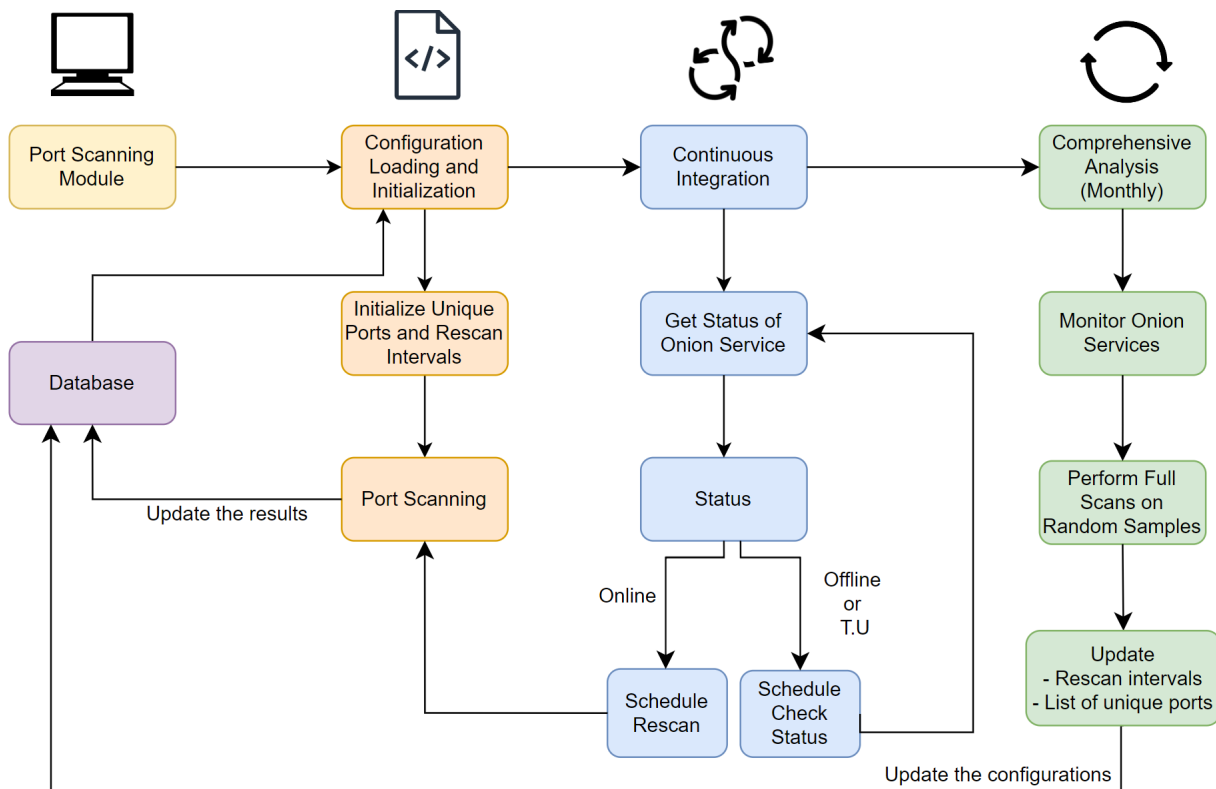 </>
Port Scanning
Module
Configuration
Loading and
Initialization
Continuous
Integration
Comprehensive
Analysis
(Monthly)
Initialize Unique
Ports and Rescan
Intervals
Get Status of
Onion Service
Monitor Onion
Services
Database
Port Scanning
Update the results
Status
Perform Full
Scans on
Random Samples
Online
Offline
or
T.U
Schedule
Rescan
Schedule
Check
Status
Update
- Rescan intervals
- List of unique ports
Update the configurations